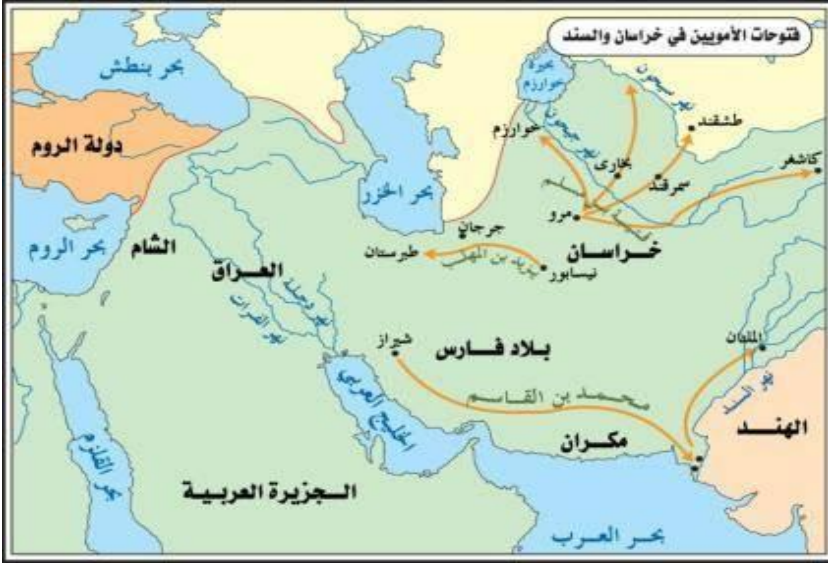 فتوحات الأمويين في خراسان والسند
بحر بنطش
بحيرة
خوارزم
نهر سيحون
طشقند
خوارزم
نهر جيحون
دولة الروم
بخارى
سمرقند
كاشغر
بحر الخزر
قتيبة بن مسلم
مرو
جرجان
بحر الروم
الشام
طبرستان
خراسان
يزيد بن المهلب
نيسابور
العراق
نهر دجلة
نهر الفرات
شيراز
بلاد فارس
الملتان
محمد بن القاسم
نهر السند
الخليج العربي
الهند
مكران
بحر القلزم
الجزيرة العربية
بحر العرب